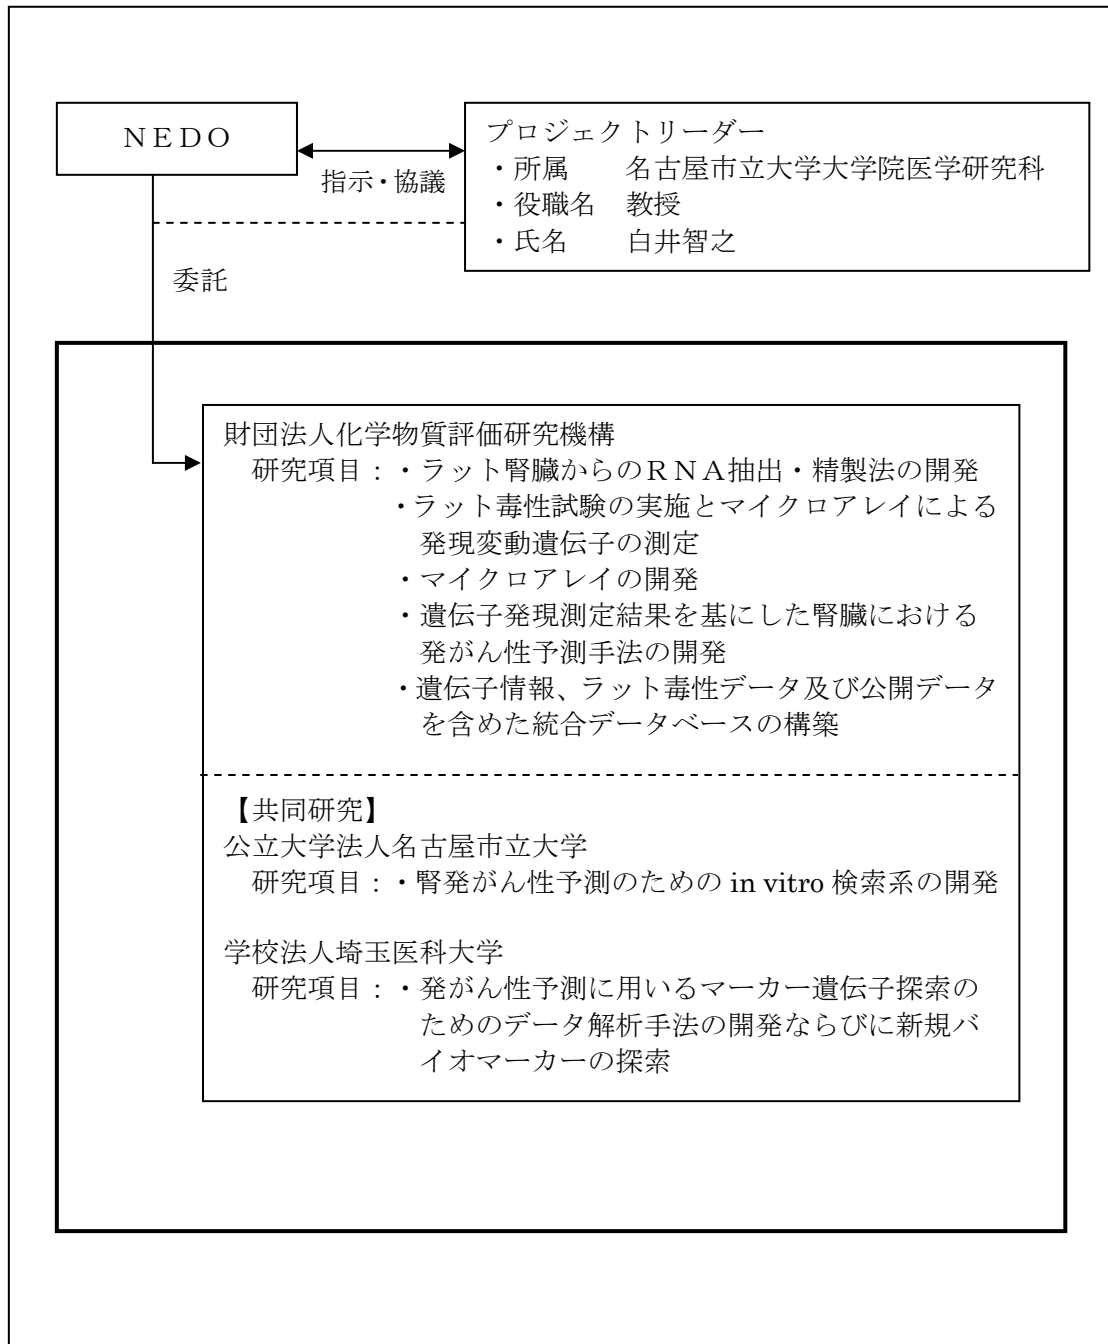 ＮＥＤＯ
プロジェクトリーダー
・所属　　名古屋市立大学大学院医学研究科
・役職名　教授
・氏名　　白井智之
指示・協議
委託
財団法人化学物質評価研究機構
研究項目：・ラット腎臓からのＲＮＡ抽出・精製法の開発
・ラット毒性試験の実施とマイクロアレイによる
発現変動遺伝子の測定
・マイクロアレイの開発
・遺伝子発現測定結果を基にした腎臓における
発がん性予測手法の開発
・遺伝子情報、ラット毒性データ及び公開データ
を含めた統合データベースの構築
【共同研究】
公立大学法人名古屋市立大学
研究項目：・腎発がん性予測のための in vitro 検索系の開発
学校法人埼玉医科大学
研究項目：・発がん性予測に用いるマーカー遺伝子探索の
ためのデータ解析手法の開発ならびに新規バ
イオマーカーの探索